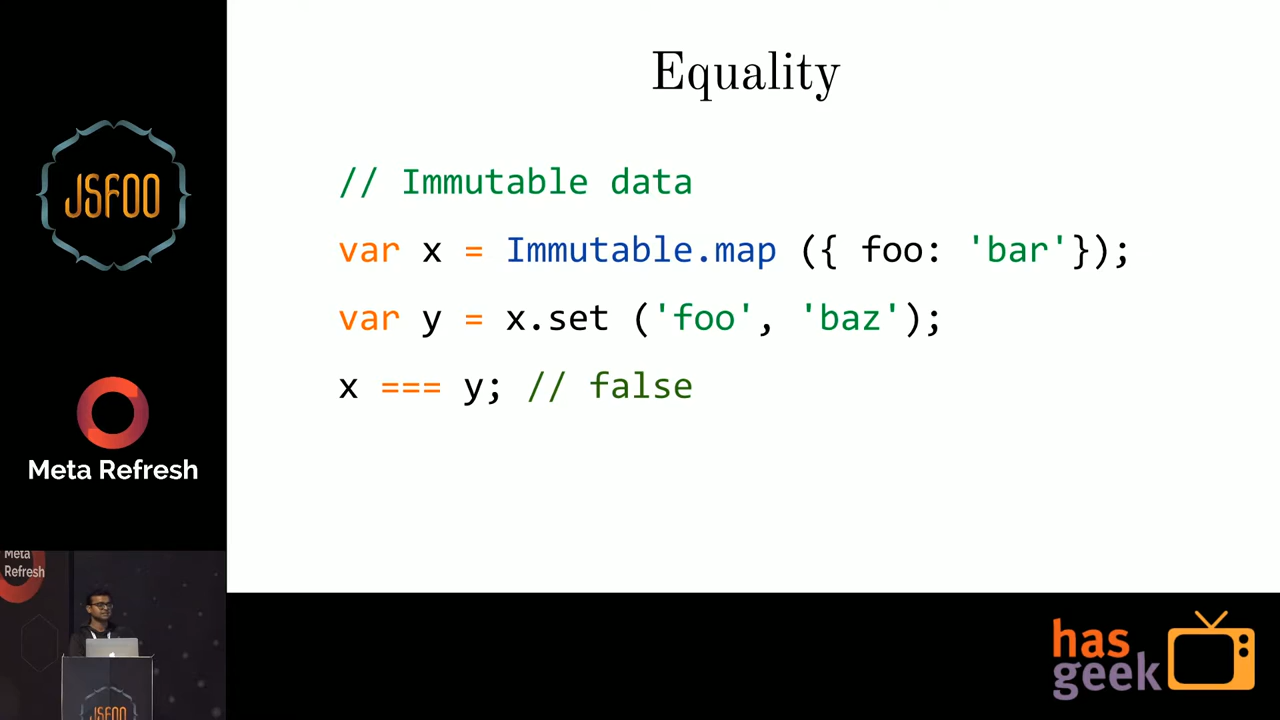 Equality
// Immutable data
var x = Immutable.map ({ foo: 'bar'});
var y = x.set ('foo', 'baz');
x === y; // false
JSFOO
Meta Refresh
Meta
Refresh
JSFOO
has
geek